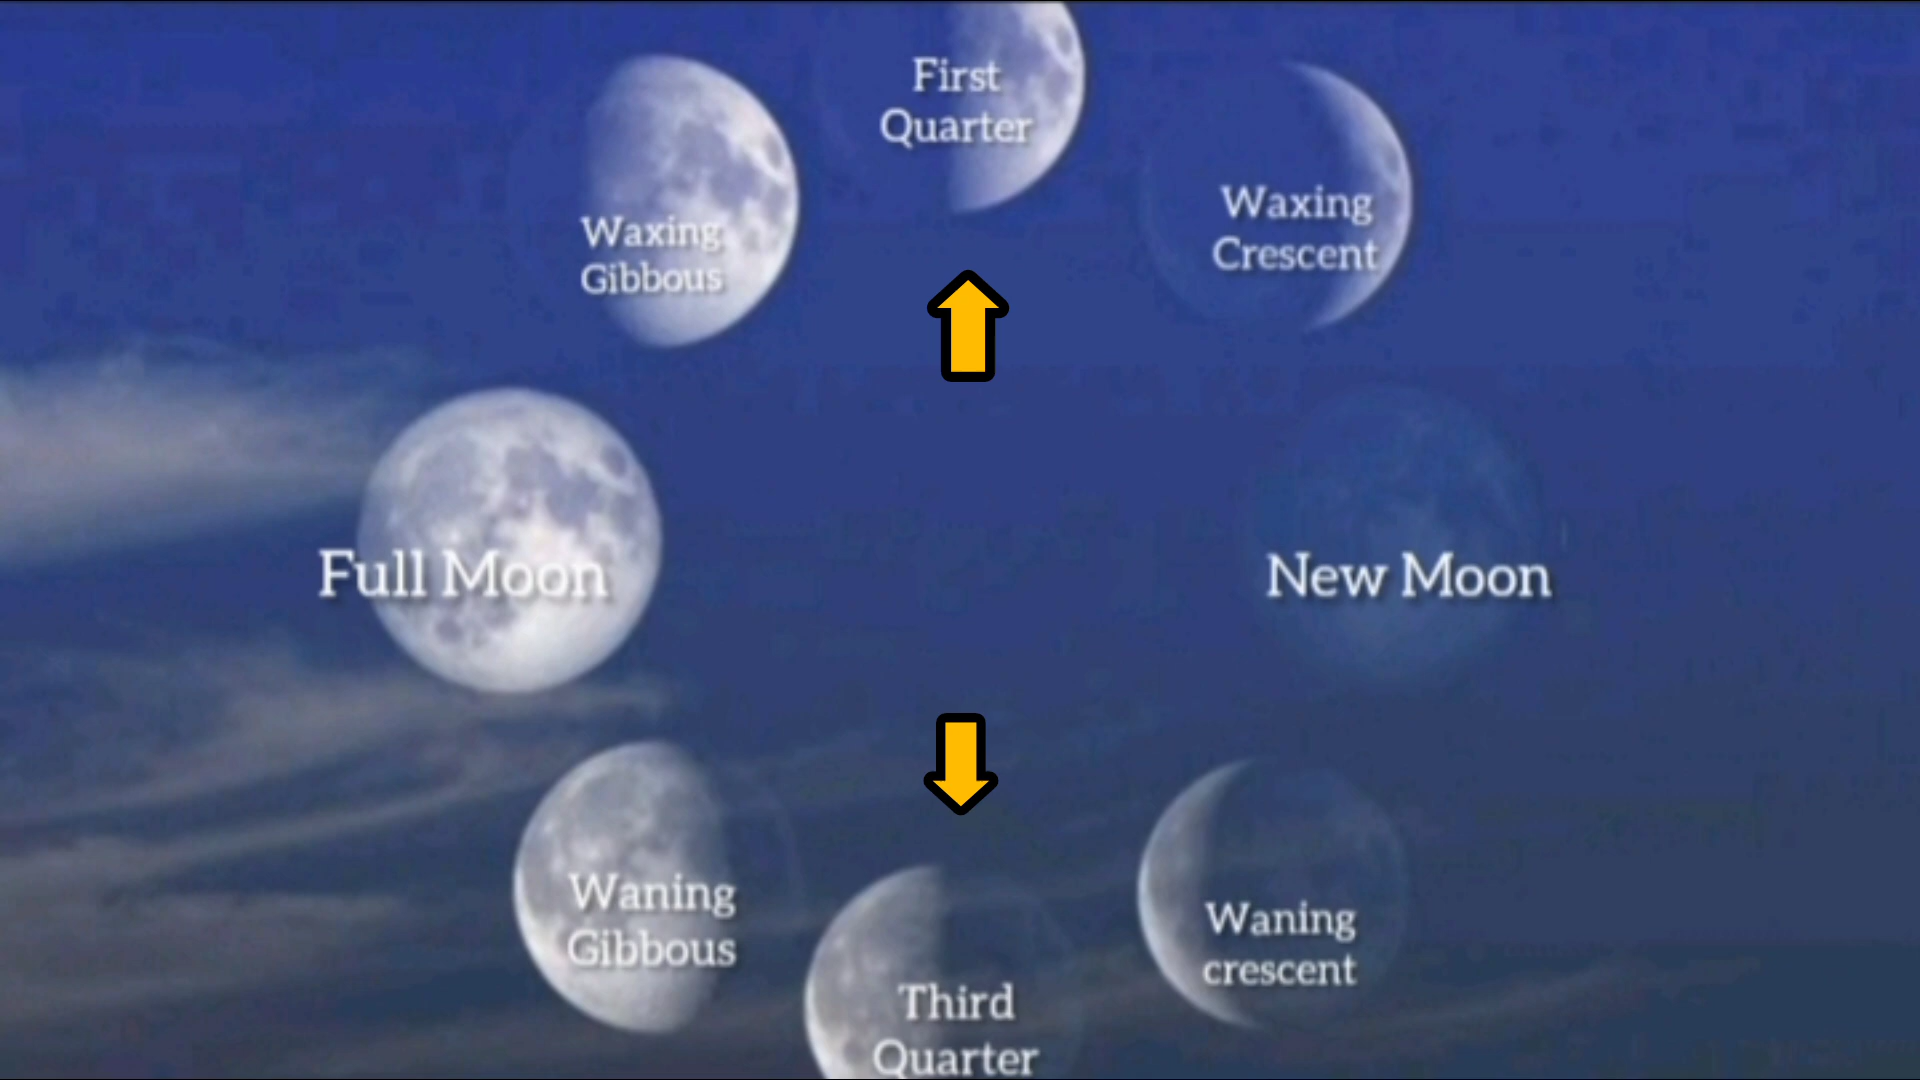 First
Quarter
Waxing
Gibbous
Waxing
Crescent
Full Moon
New Moon
Waning
Gibbous
Third
Quarter
Waning
crescent